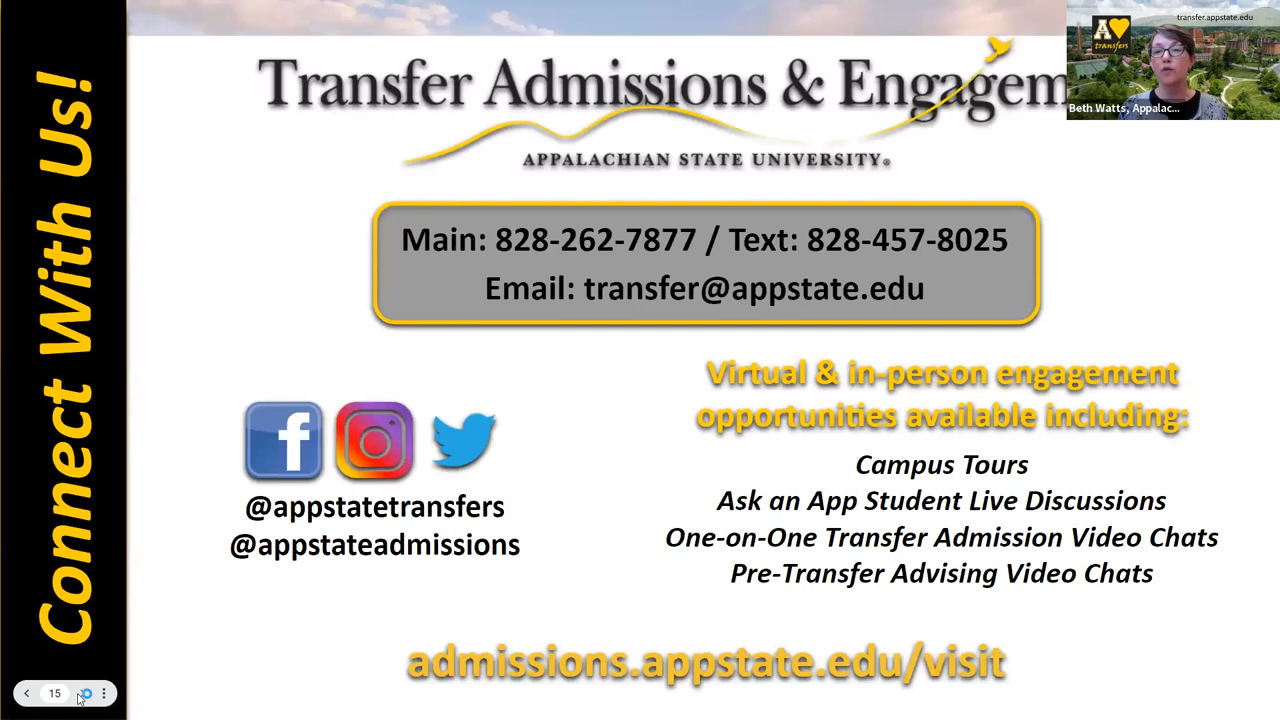 Connect With Us!
Transfer Admissions & Engagem
APPALACHIAN STATE UNIVERSITY®
transfer.appstate.edu
A
transfers
Beth Watts, Appalac...
Main: 828-262-7877 / Text: 828-457-8025
Email: transfer@appstate.edu
@appstatetransfers
@appstateadmissions
Virtual & in-person engagement
opportunities available including:
Campus Tours
Ask an App Student Live Discussions
One-on-One Transfer Admission Video Chats
Pre-Transfer Advising Video Chats
admissions.appstate.edu/visit
15